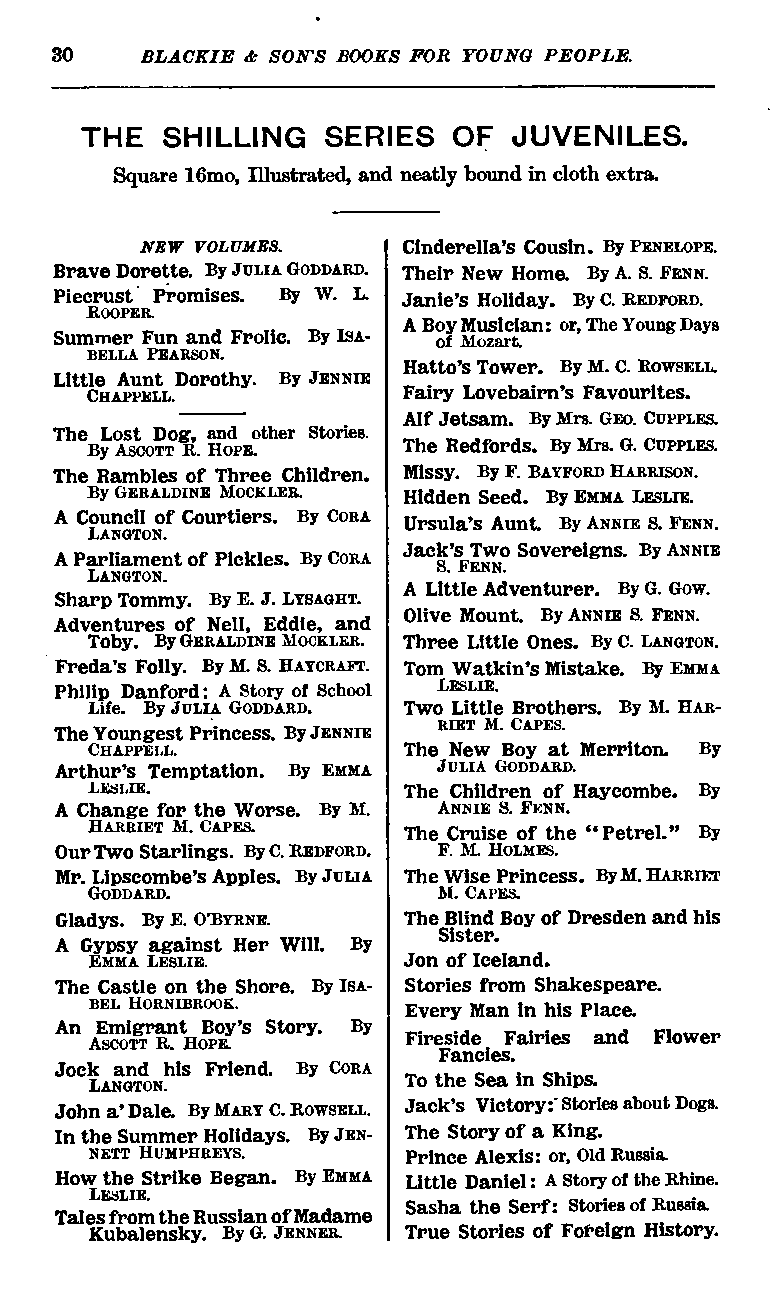 30 BLACKIE & SON'S BOOKS FOR YOUNG PEOPLE.
THE SHILLING SERIES OF JUVENILES.
Square 16mo, Illustrated, and neatly bound in cloth extra.
NEW VOLUMES.
Brave Dorette. By JULIA GODDARD.
Piecrust Promises. By W. L.
ROOPER.
Summer Fun and Frolic. By ISA-
BELLA PEARSON.
Little Aunt Dorothy. By JENNIE
CHAPPELL.
The Lost Dog, and other Stories.
By ASCOTT R. HOPE.
The Rambles of Three Children.
By GERALDINE MOCKLER.
A Council of Courtiers. By CORA
LANGTON.
A Parliament of Pickles. By CORA
LANGTON.
Sharp Tommy. By E. J. LYSAGHT.
Adventures of Nell, Eddie, and
Toby. By GERALDINE MOCKLER.
Freda's Folly. By M. S. HAYCRAFT.
Philip Danford: A Story of School
Life. By JULIA GODDARD.
The Youngest Princess. By JENNIE
CHAPPELL.
Arthur's Temptation. By EMMA
LESLIE.
A Change for the Worse. By M.
HARRIET M. CAPES.
Our Two Starlings. By C. REDFORD.
Mr. Lipscombe's Apples. By JULIA
GODDARD.
Gladys. By E. O'BYRNE.
A Gypsy against Her Will. By
EMMA LESLIE.
The Castle on the Shore. By ISA-
BEL HORNIBROOK.
An Emigrant Boy's Story. By
ASCOTT R. HOPE.
Jock and his Friend. By CORA
LANGTON.
John a' Dale. By MARY C. ROWSELL.
In the Summer Holidays. By JEN-
NETT HUMPHREYS.
How the Strike Began. By EMMA
LESLIE.
Tales from the Russian of Madame
Kubalensky. By G. JENNER.
Cinderella's Cousin. By PENELOPE.
Their New Home. By A. S. FENN.
Janie's Holiday. By C. REDFORD.
A Boy Musician: or, The Young Days
of Mozart.
Hatto's Tower. By M. C. ROWSELL.
Fairy Lovebairn's Favourites.
Alf Jetsam. By Mrs. GEO. CUPPLES.
The Redfords. By Mrs. G. CUPPLES.
Missy. By F. BAYFORD HARRISON.
Hidden Seed. By EMMA LESLIE.
Ursula's Aunt. By ANNIE S. FENN.
Jack's Two Sovereigns. By ANNIE
S. FENN.
A Little Adventurer. By G. GOW.
Olive Mount. By ANNIE S. FENN.
Three Little Ones. By C. LANGTON.
Tom Watkin's Mistake. By EMMA
LESLIE.
Two Little Brothers. By M. HAR-
RIET M. CAPES.
The New Boy at Merriton. By
JULIA GODDARD.
The Children of Haycombe. By
ANNIE S. FENN.
The Cruise of the "Petrel." By
F. M. HOLMES.
The Wise Princess. By M. HARRIET
M. CAPES.
The Blind Boy of Dresden and his
Sister.
Jon of Iceland.
Stories from Shakespeare.
Every Man in his Place.
Fireside Fairies and Flower
Fancies.
To the Sea in Ships.
Jack's Victory: Stories about Dogs.
The Story of a King.
Prince Alexis: or, Old Russia.
Little Daniel: A Story of the Rhine.
Sasha the Serf: Stories of Russia.
True Stories of Foreign History.